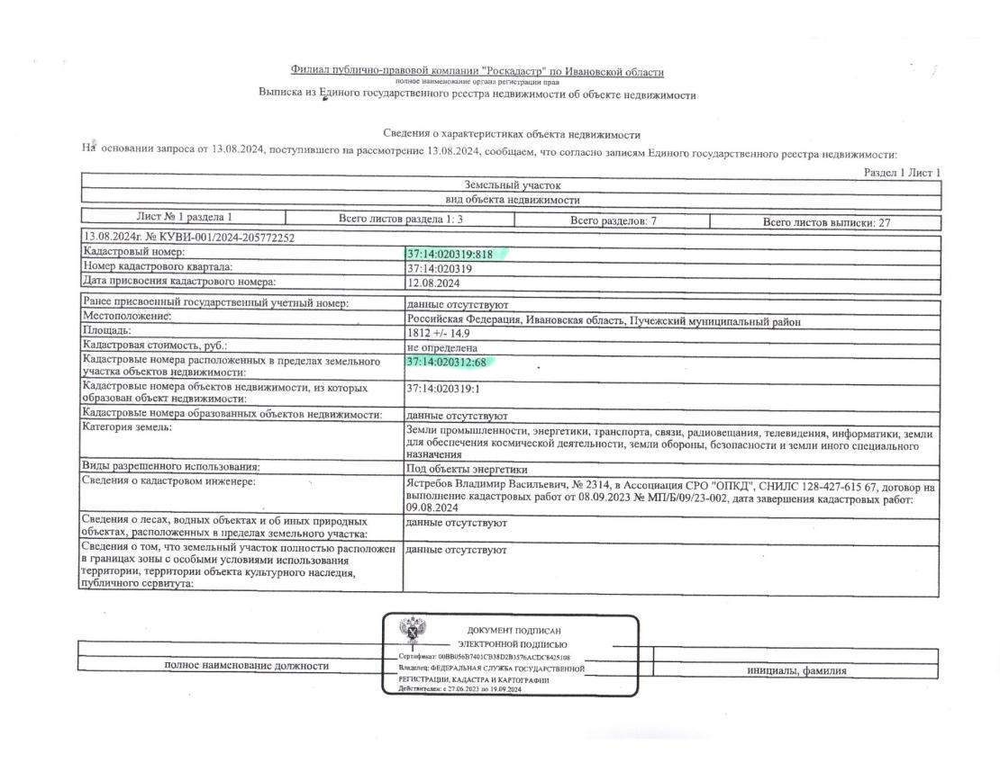 Филиал публично-правовой компании "Роскадастр" по Ивановской области
полное наименование органа регистрации прав
Выписка из Единого государственного реестра недвижимости об объекте недвижимости
Сведения о характеристиках объекта недвижимости
На основании запроса от 13.08.2024, поступившего на рассмотрение 13.08.2024, сообщаем, что согласно записям Единого государственного реестра недвижимости:
Раздел 1 Лист 1
Земельный участок
вид объекта недвижимости
Лист № 1 раздела 1 Всего листов раздела 1: 3 Всего разделов: 7 Всего листов выписки: 27
13.08.2024г. № КУВИ-001/2024-205772252
Кадастровый номер: 37:14:020319:818
Номер кадастрового квартала: 37:14:020319
Дата присвоения кадастрового номера: 12.08.2024
Ранее присвоенный государственный учетный номер: данные отсутствуют
Местоположение: Российская Федерация, Ивановская область, Пучежский муниципальный район
Площадь: 1812 +/- 14.9
Кадастровая стоимость, руб.: не определена
Кадастровые номера расположенных в пределах земельного 37:14:020312:68
участка объектов недвижимости:
Кадастровые номера объектов недвижимости, из которых 37:14:020319:1
образован объект недвижимости:
Кадастровые номера образованных объектов недвижимости: данные отсутствуют
Категория земель: Земли промышленности, энергетики, транспорта, связи, радиовещания, телевидения, информатики, земли
для обеспечения космической деятельности, земли обороны, безопасности и земли иного специального
назначения
Виды разрешенного использования: Под объекты энергетики
Сведения о кадастровом инженере: Ястребов Владимир Васильевич, № 2314, в Ассоциация СРО "ОПКД", СНИЛС 128-427-615 67, договор на
выполнение кадастровых работ от 08.09.2023 № МП/Б/09/23-002, дата завершения кадастровых работ:
09.08.2024
Сведения о лесах, водных объектах и об иных природных данные отсутствуют
объектах, расположенных в пределах земельного участка:
Сведения о том, что земельный участок полностью расположен данные отсутствуют
в границах зоны с особыми условиями использования
территории, территории объекта культурного наследия,
публичного сервитута:
ДОКУМЕНТ ПОДПИСАН
ЭЛЕКТРОННОЙ ПОДПИСЬЮ
Сертификат: 00BB056B7401CB38D2B3576ACDC8425108
Владелец: ФЕДЕРАЛЬНАЯ СЛУЖБА ГОСУДАРСТВЕННОЙ
РЕГИСТРАЦИИ, КАДАСТРА И КАРТОГРАФИИ
Действителен: с 27.06.2023 по 19.09.2024
полное наименование должности
инициалы, фамилия